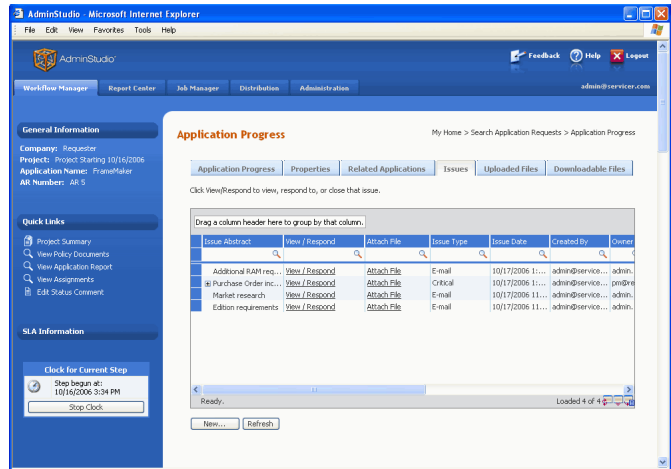 AdminStudio - Microsoft Internet Explorer
File Edit View Favorites Tools Help
AdminStudio
Feedback Help Logout
Workflow Manager Report Center Job Manager Distribution Administration admin@servicer.com
General Information
Company: Requester
Project: Project Starting 10/16/2006
Application Name: FrameMaker
AR Number: AR 5
Quick Links
Project Summary
View Policy Documents
View Application Report
View Assignments
Edit Status Comment
SLA Information
Clock for Current Step
Step begun at:
10/16/2006 3:34 PM
Stop Clock
Application Progress
My Home > Search Application Requests > Application Progress
Application Progress Properties Related Applications Issues Uploaded Files Downloadable Files
Click View/Respond to view, respond to, or close that issue.
Drag a column header here to group by that column.
Issue Abstract View / Respond Attach File Issue Type Issue Date Created By Owner
Additional RAM req... View / Respond Attach File E-mail 10/17/2006 1:... admin@service... admin.
Purchase Order inc... View / Respond Attach File Critical 10/17/2006 1:... admin@service... pm@re
Market research View / Respond Attach File E-mail 10/17/2006 11... admin@service... admin.
Edition requirements View / Respond Attach File E-mail 10/17/2006 11... admin@service... admin.
Ready. Loaded 4 of 4
New... Refresh